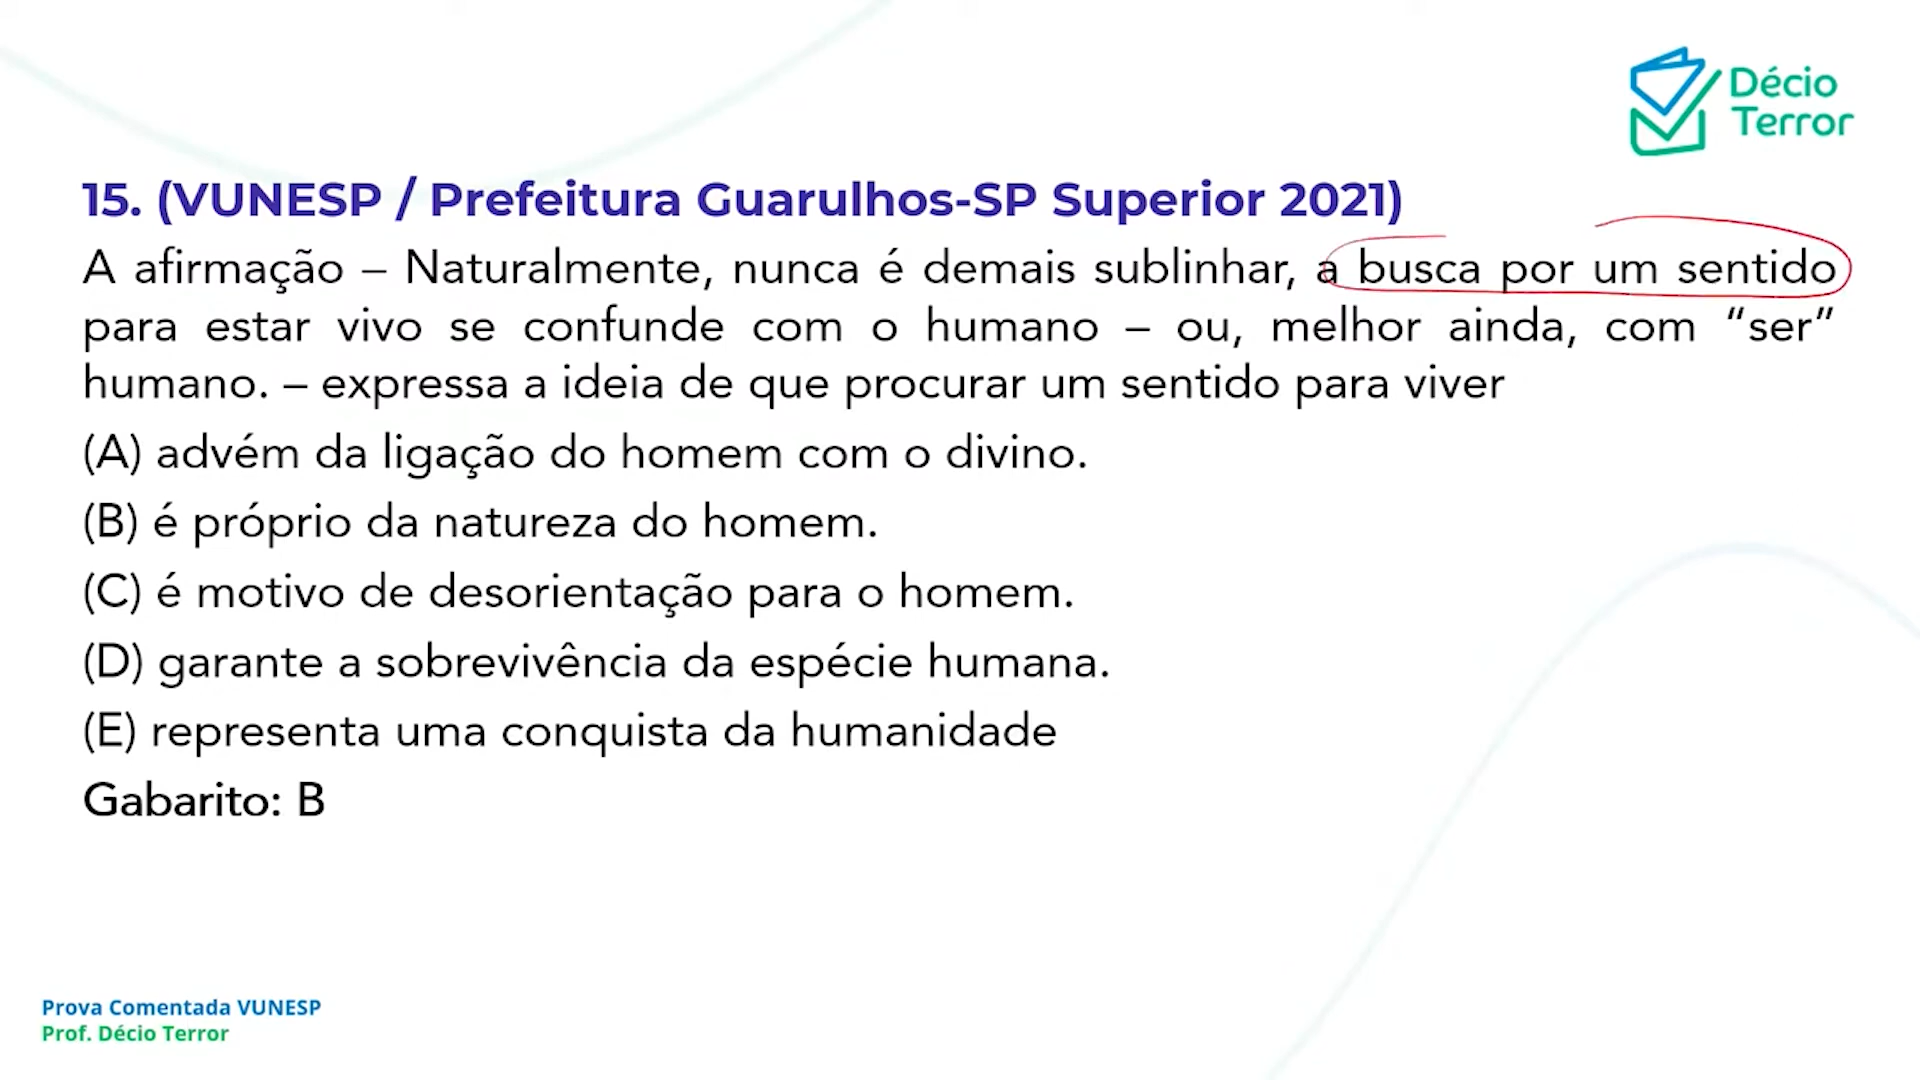 Décio
Terror
15. (VUNESP / Prefeitura Guarulhos-SP Superior 2021)
A afirmação – Naturalmente, nunca é demais sublinhar, a busca por um sentido
para estar vivo se confunde com o humano – ou, melhor ainda, com “ser”
humano. – expressa a ideia de que procurar um sentido para viver
(A) advém da ligação do homem com o divino.
(B) é próprio da natureza do homem.
(C) é motivo de desorientação para o homem.
(D) garante a sobrevivência da espécie humana.
(E) representa uma conquista da humanidade
Gabarito: B
Prova Comentada VUNESP
Prof. Décio Terror